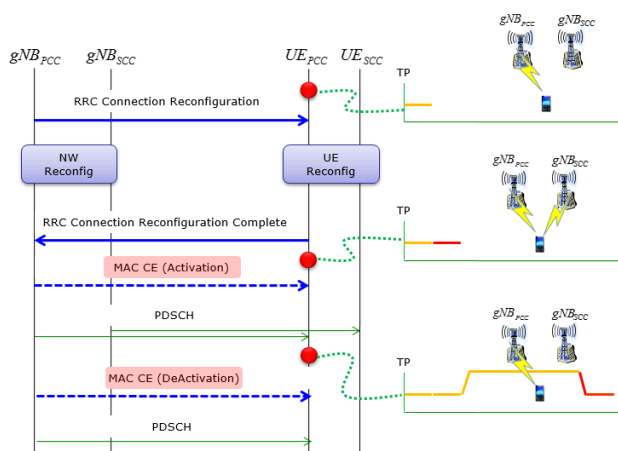 gNB_PCC gNB_SCC
gNB_PCC gNB_SCC UE_PCC UE_SCC
TP
RRC Connection Reconfiguration
NW
Reconfig
UE
Reconfig
gNB_PCC gNB_SCC
RRC Connection Reconfiguration Complete
TP
MAC CE (Activation)
PDSCH
gNB_PCC gNB_SCC
TP
MAC CE (DeActivation)
PDSCH